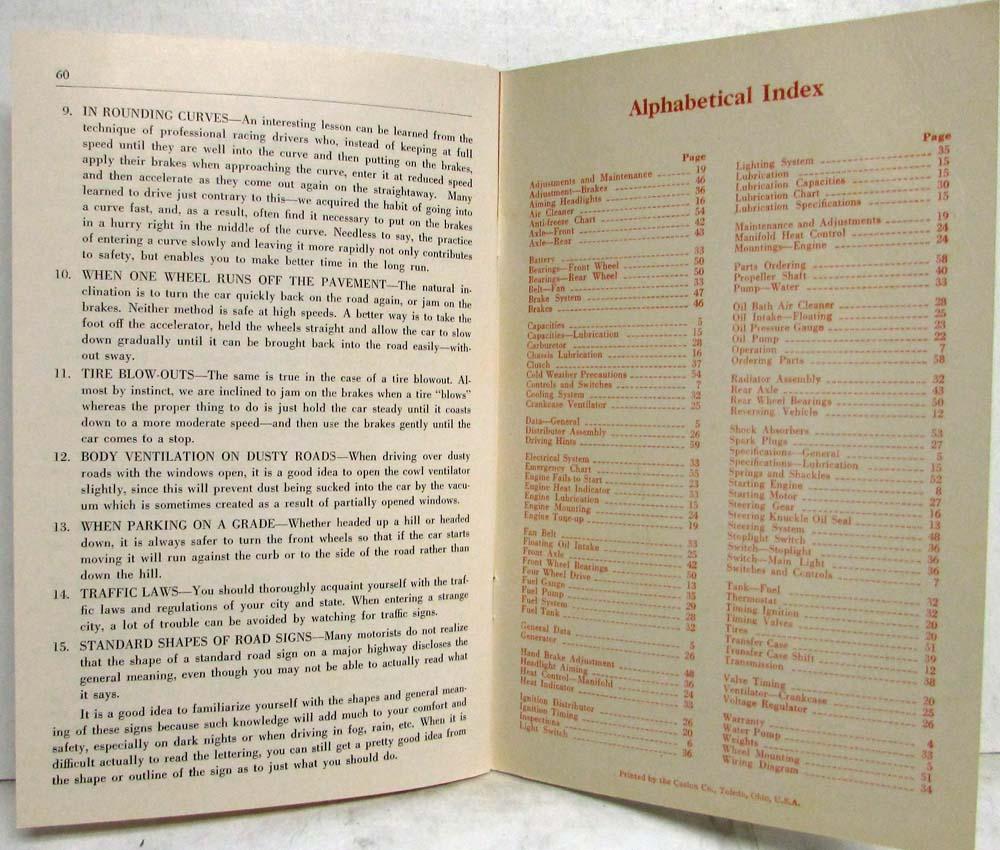 60
9. IN ROUNDING CURVES—An interesting lesson can be learned from the
technique of professional racing drivers who, instead of keeping at full
speed until they are well into the curve and then putting on the brakes,
apply their brakes when approaching the curve, enter it at reduced speed
and then accelerate as they come out again on the straightaway. Many
learned to drive just contrary to this—we acquired the habit of going into
a curve fast, and, as a result, often find it necessary to put on the brakes
in a hurry right in the middle of the curve. Needless to say, the practice
of entering a curve slowly and leaving it more rapidly not only contributes
to safety, but enables you to make better time in the long run.
10. WHEN ONE WHEEL RUNS OFF THE PAVEMENT—The natural in-
clination is to turn the car quickly back on the road again, or jam on the
brakes. Neither method is safe at high speeds. A better way is to take the
foot off the accelerator, held the wheels straight and allow the car to slow
down gradually until it can be brought back into the road easily—with-
out sway.
11. TIRE BLOW-OUTS—The same is true in the case of a tire blowout. Al-
most by instinct, we are inclined to jam on the brakes when a tire "blows"
whereas the proper thing to do is just hold the car steady until it coasts
down to a more moderate speed—and then use the brakes gently until the
car comes to a stop.
12. BODY VENTILATION ON DUSTY ROADS—When driving over dusty
roads with the windows open, it is a good idea to open the cowl ventilator
slightly, since this will prevent dust being sucked into the car by the vacu-
um which is sometimes created as a result of partially opened windows.
13. WHEN PARKING ON A GRADE—Whether headed up a hill or headed
down, it is always safer to turn the front wheels so that if the car starts
moving it will run against the curb or to the side of the road rather than
down the hill.
14. TRAFFIC LAWS—You should thoroughly acquaint yourself with the traf-
fic laws and regulations of your city and state. When entering a strange
city, a lot of trouble can be avoided by watching for traffic signs.
15. STANDARD SHAPES OF ROAD SIGNS—Many motorists do not realize
that the shape of a standard road sign on a major highway discloses the
general meaning, even though you may not be able to actually read what
it says.
It is a good idea to familiarize yourself with the shapes and general mean-
ing of these signs because such knowledge will add much to your comfort and
safety, especially on dark nights or when driving in fog, rain, etc. When it is
difficult actually to read the lettering, you can still get a pretty good idea from
the shape or outline of the sign as to just what you should do.
Alphabetical Index
Page
Adjustments and Maintenance 19
Adjustment—Brakes 46
Aiming Headlights 36
Air Cleaner 16
Anti-freeze Chart 54
Axle—Front 42
Axle—Rear 43
Battery 33
Bearings—Front Wheel 50
Bearings—Rear Wheel 50
Belt—Fan 33
Brake System 47
Brakes 46
Capacities 5
Capacities—Lubrication 15
Carburetor 28
Chassis Lubrication 16
Clutch 37
Cold Weather Precautions 54
Controls and Switches 7
Cooling System 32
Crankcase Ventilator 25
Data—General 5
Distributor Assembly 26
Driving Hints 59
Electrical System 33
Emergency Chart 55
Engine Fails to Start 23
Engine Heat Indicator 33
Engine Lubrication 15
Engine Mounting 24
Engine Tune-up 19
Fan Belt 33
Floating Oil Intake 25
Front Axle 42
Front Wheel Bearings 50
Four Wheel Drive 13
Fuel Gauge 35
Fuel Pump 29
Fuel System 28
Fuel Tank 32
General Data 5
Generator 26
Hand Brake Adjustment 48
Headlight Aiming 36
Heat Control—Manifold 24
Heat Indicator 33
Ignition Distributor 26
Ignition Timing 20
Inspections 6
Light Switch 36
Page
Lighting System 35
Lubrication 15
Lubrication Capacities 15
Lubrication Chart 30
Lubrication Specifications 15
Maintenance and Adjustments 19
Manifold Heat Control 24
Mountings—Engine 24
Parts Ordering 58
Propeller Shaft 40
Pump—Water 33
Oil Bath Air Cleaner 28
Oil Intake—Floating 25
Oil Pressure Gauge 23
Oil Pump 22
Operation 7
Ordering Parts 58
Radiator Assembly 32
Rear Axle 43
Rear Wheel Bearings 50
Reversing Vehicle 12
Shock Absorbers 53
Spark Plugs 27
Specifications—General 5
Specifications—Lubrication 15
Springs and Shackles 52
Starting Engine 8
Starting Motor 27
Steering Gear 16
Steering Knuckle Oil Seal 13
Steering System 48
Stoplight Switch 36
Switch—Stoplight 36
Switch—Main Light 36
Switches and Controls 7
Tank—Fuel 32
Thermostat 32
Timing Ignition 20
Timing Valves 20
Tires 51
Transfer Case 39
Transfer Case Shift 12
Transmission 38
Valve Timing 20
Ventilator—Crankcase 25
Voltage Regulator 26
Warranty 4
Water Pump 33
Weights 5
Wheel Mounting 51
Wiring Diagram 34
Printed by the Caslon Co., Toledo, Ohio, U.S.A.